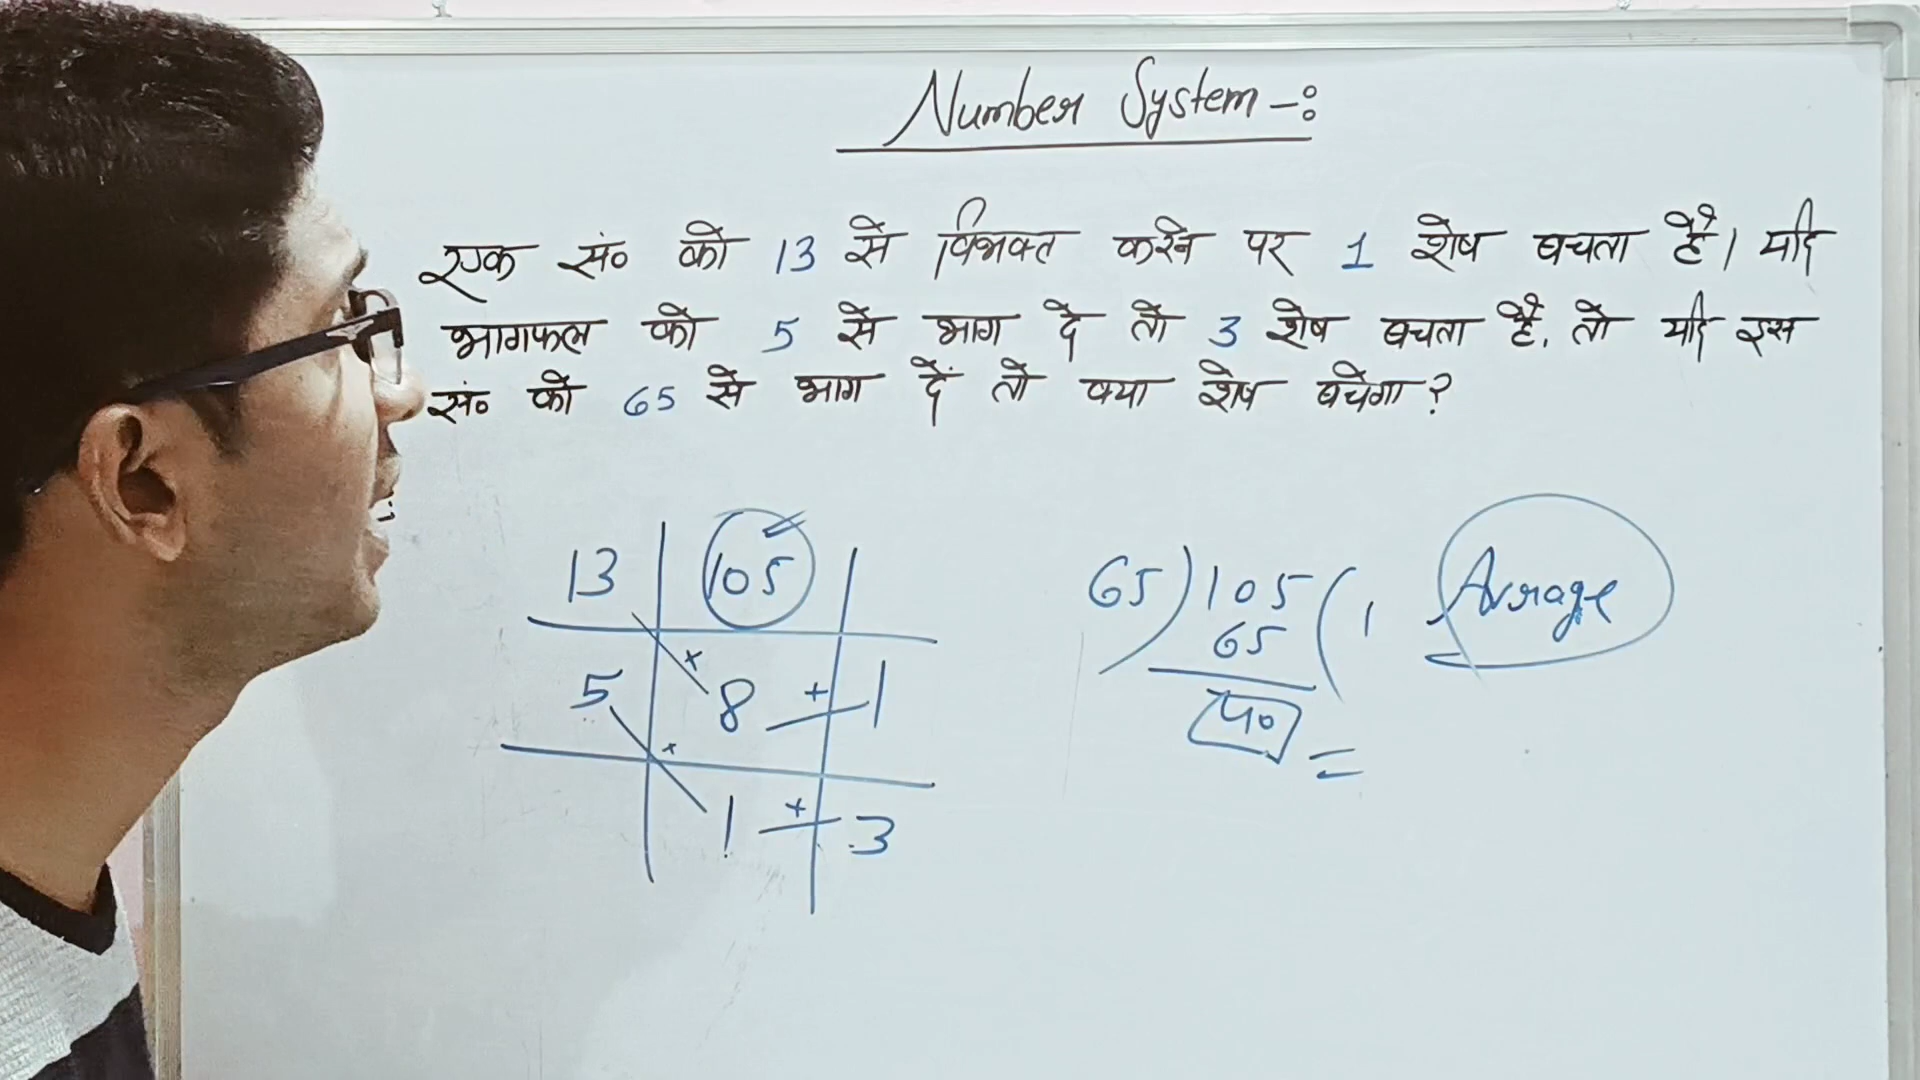 Number System -:
एक सं० को 13 से विभक्त करने पर 1 शेष बचता है। यदि
भागफल को 5 से भाग दे तो 3 शेष बचता है, तो यदि इस
सं० को 65 से भाग दें तो क्या शेष बचेगा?
13 105
5 × 8 + 1
× 1 + 3
65)105(1
65
40 =
Average